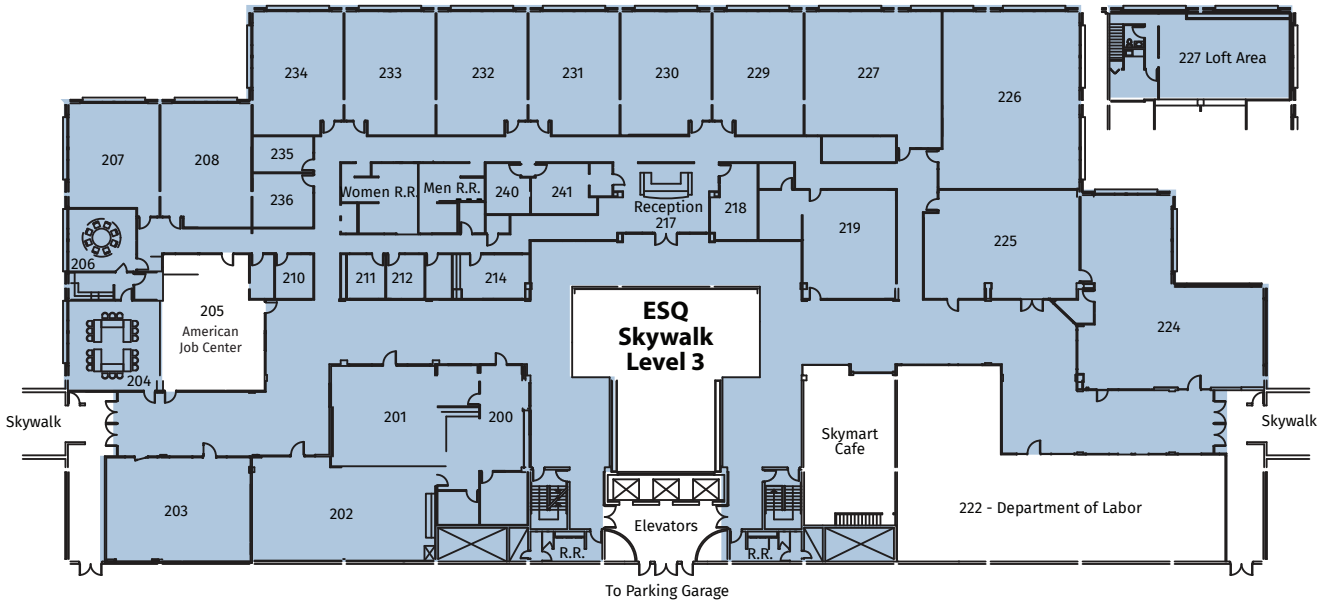 234
233
232
231
230
229
227
226
227 Loft Area
207
208
235
236
Women R.R.
Men R.R.
240
241
Reception
217
218
219
225
206
210
211
212
214
205
American
Job Center
ESQ
Skywalk
Level 3
224
204
Skywalk
201
200
Skymart
Cafe
Skywalk
203
202
Elevators
222 - Department of Labor
R.R.
R.R.
To Parking Garage